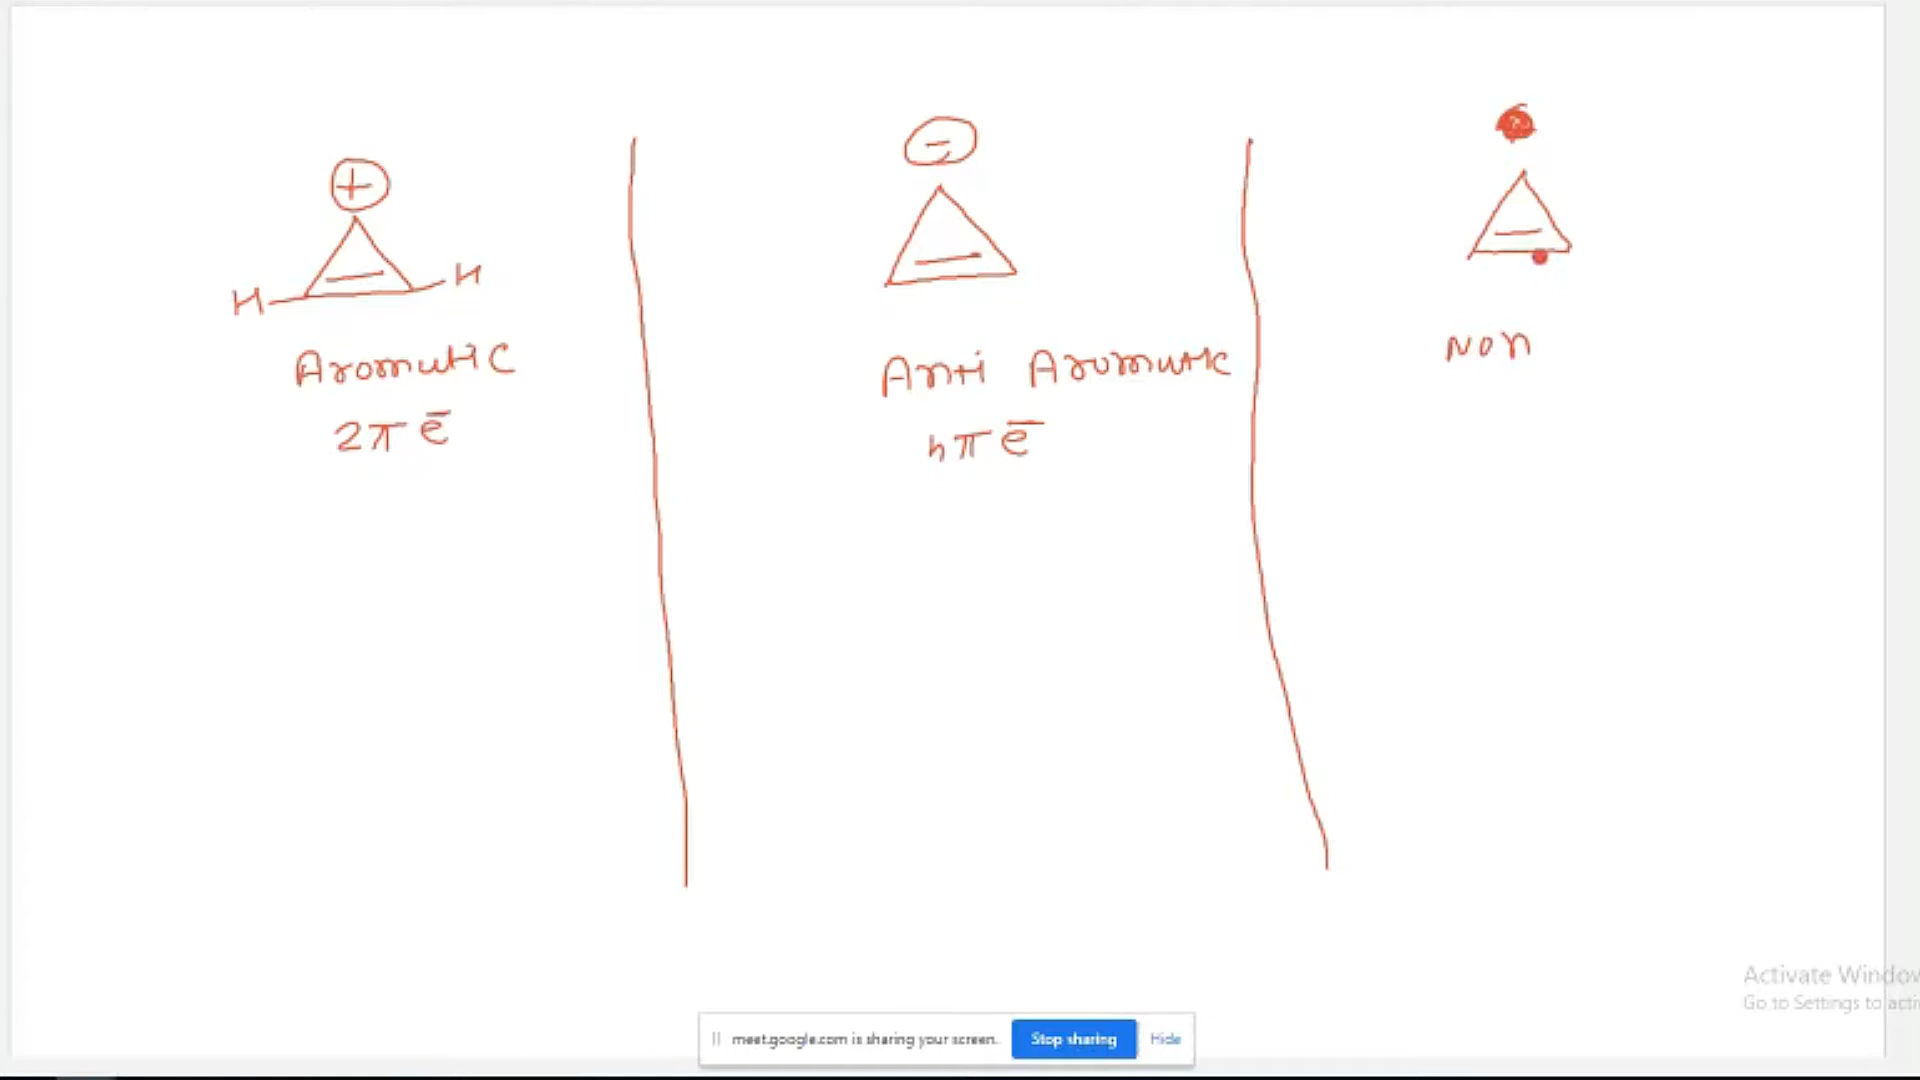 +
H
H
Aromatic
2π e̅
−
Anti Aromatic
4π e̅
Non
Activate Window
Go to Settings to acti
meet.google.com is sharing your screen. Stop sharing Hide